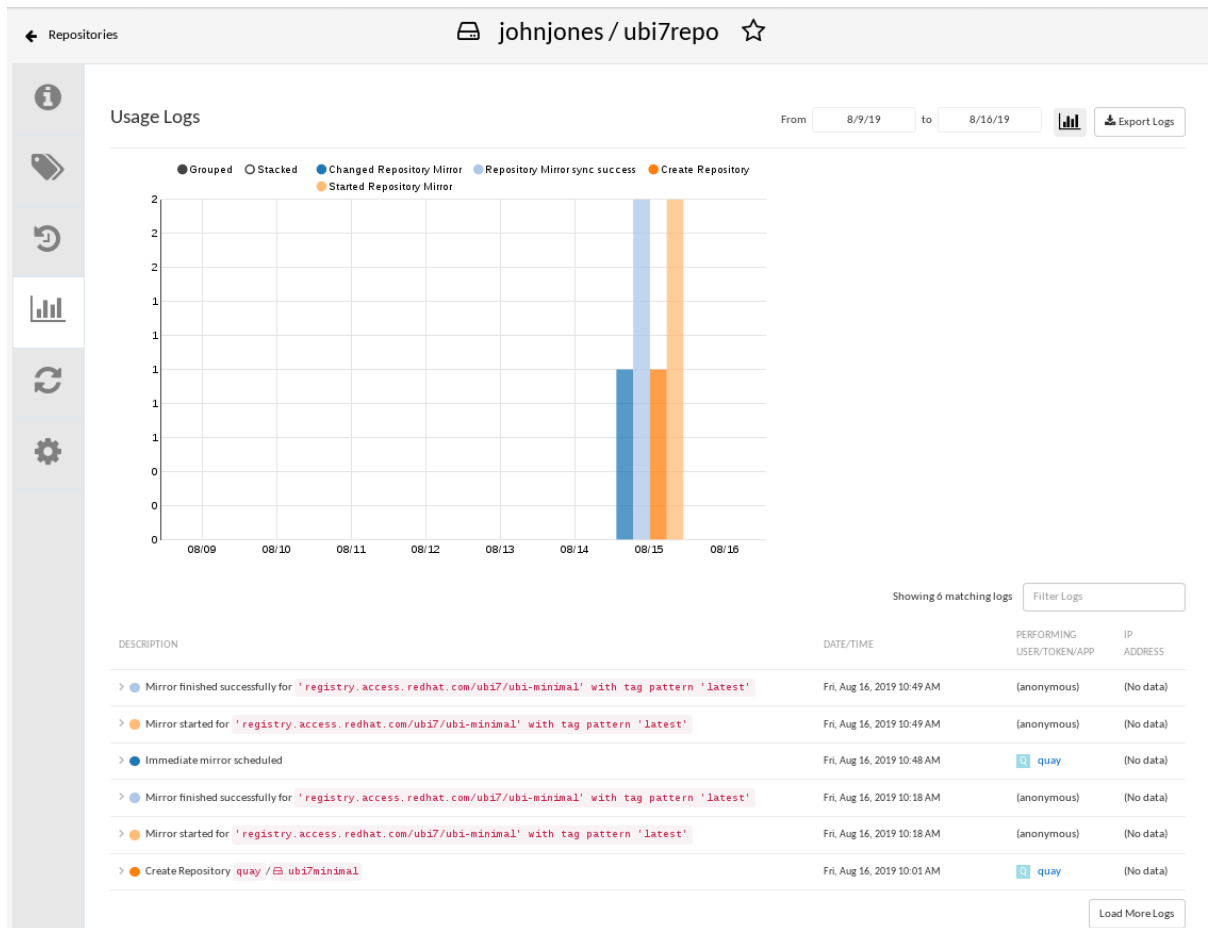 Repositories
johnjones / ubi7repo
Usage Logs
From 8/9/19 to 8/16/19 Export Logs
Grouped Stacked Changed Repository Mirror Repository Mirror sync success Create Repository
Started Repository Mirror
2
2
2
1
1
1
1
1
0
0
0
08/09 08/10 08/11 08/12 08/13 08/14 08/15 08/16
Showing 6 matching logs Filter Logs
DESCRIPTION DATE/TIME PERFORMING USER/TOKEN/APP IP ADDRESS
Mirror finished successfully for 'registry.access.redhat.com/ubi7/ubi-minimal' with tag pattern 'latest' Fri, Aug 16, 2019 10:49 AM (anonymous) (No data)
Mirror started for 'registry.access.redhat.com/ubi7/ubi-minimal' with tag pattern 'latest' Fri, Aug 16, 2019 10:49 AM (anonymous) (No data)
Immediate mirror scheduled Fri, Aug 16, 2019 10:48 AM Q quay (No data)
Mirror finished successfully for 'registry.access.redhat.com/ubi7/ubi-minimal' with tag pattern 'latest' Fri, Aug 16, 2019 10:18 AM (anonymous) (No data)
Mirror started for 'registry.access.redhat.com/ubi7/ubi-minimal' with tag pattern 'latest' Fri, Aug 16, 2019 10:18 AM (anonymous) (No data)
Create Repository quay / ubi7minimal Fri, Aug 16, 2019 10:01 AM Q quay (No data)
Load More Logs